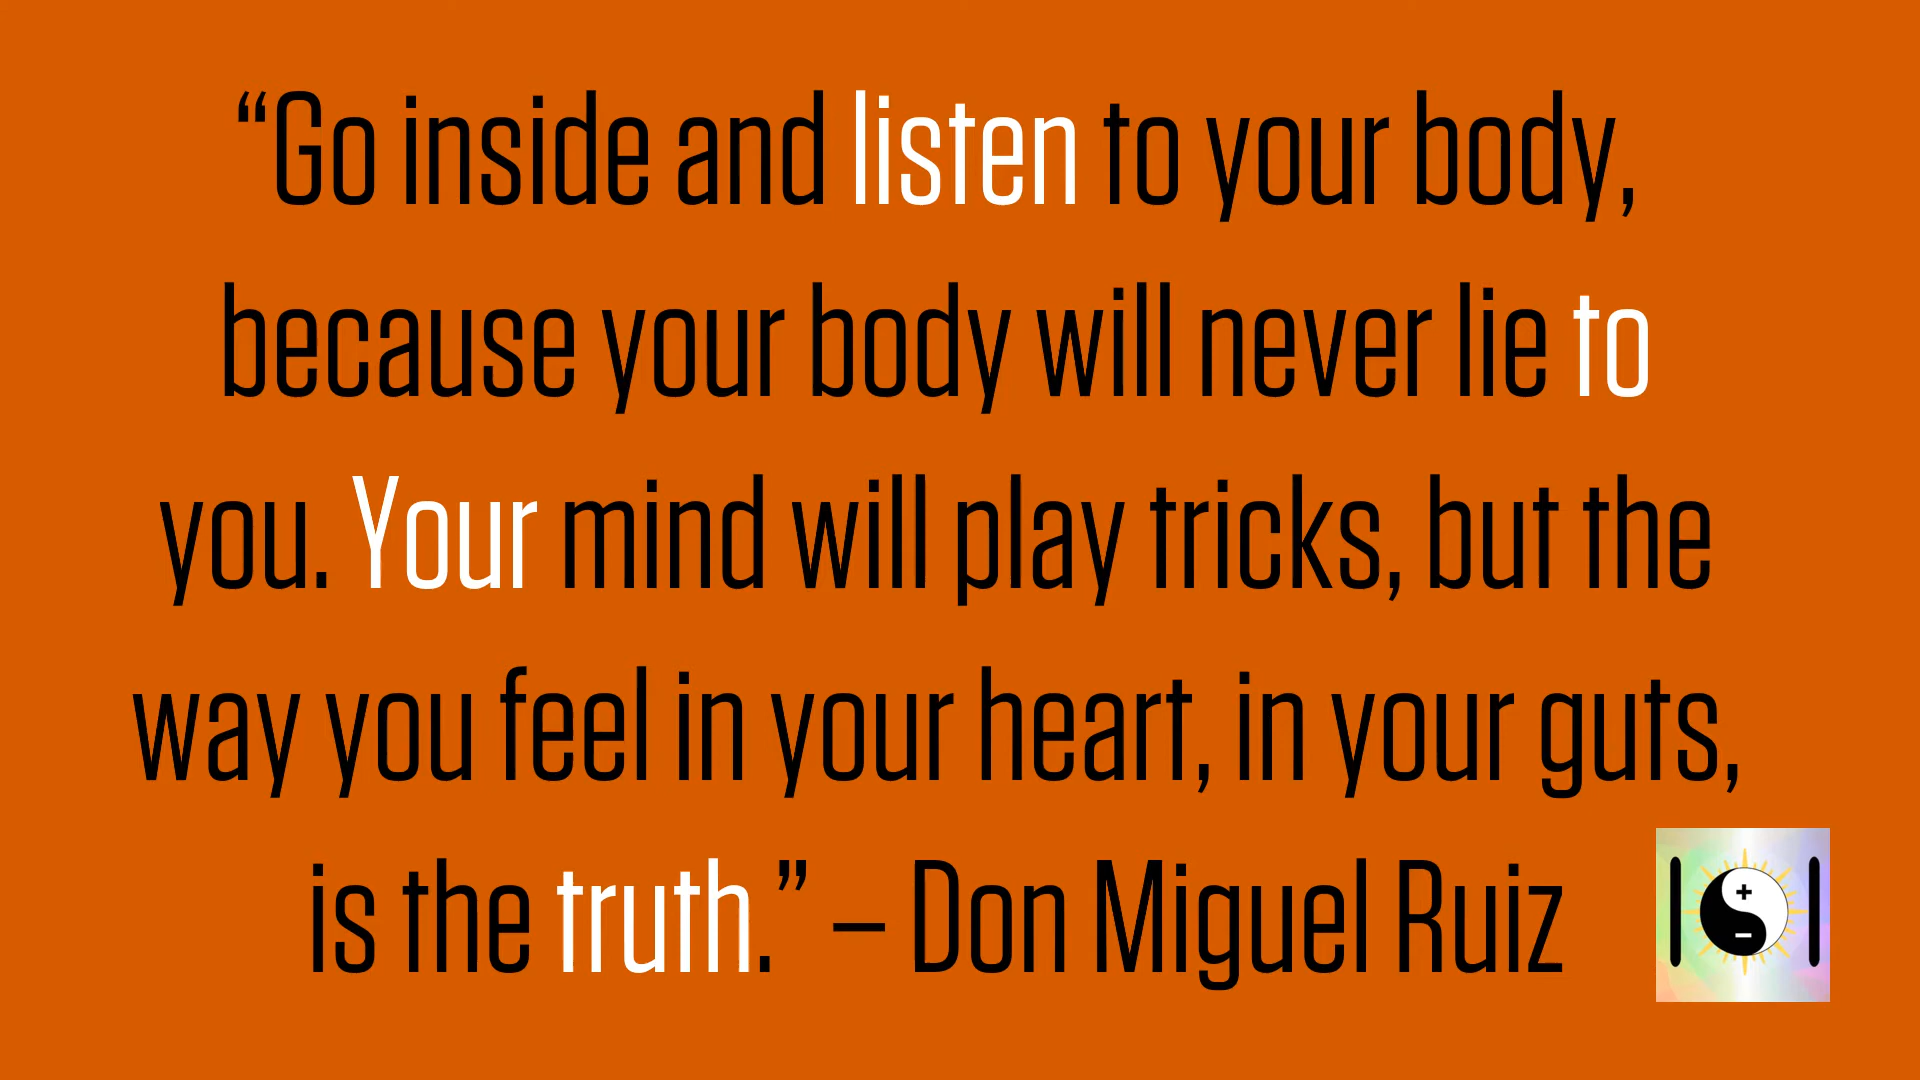 “Go inside and listen to your body,
because your body will never lie to
you. Your mind will play tricks, but the
way you feel in your heart, in your guts,
is the truth.” – Don Miguel Ruiz
+
−